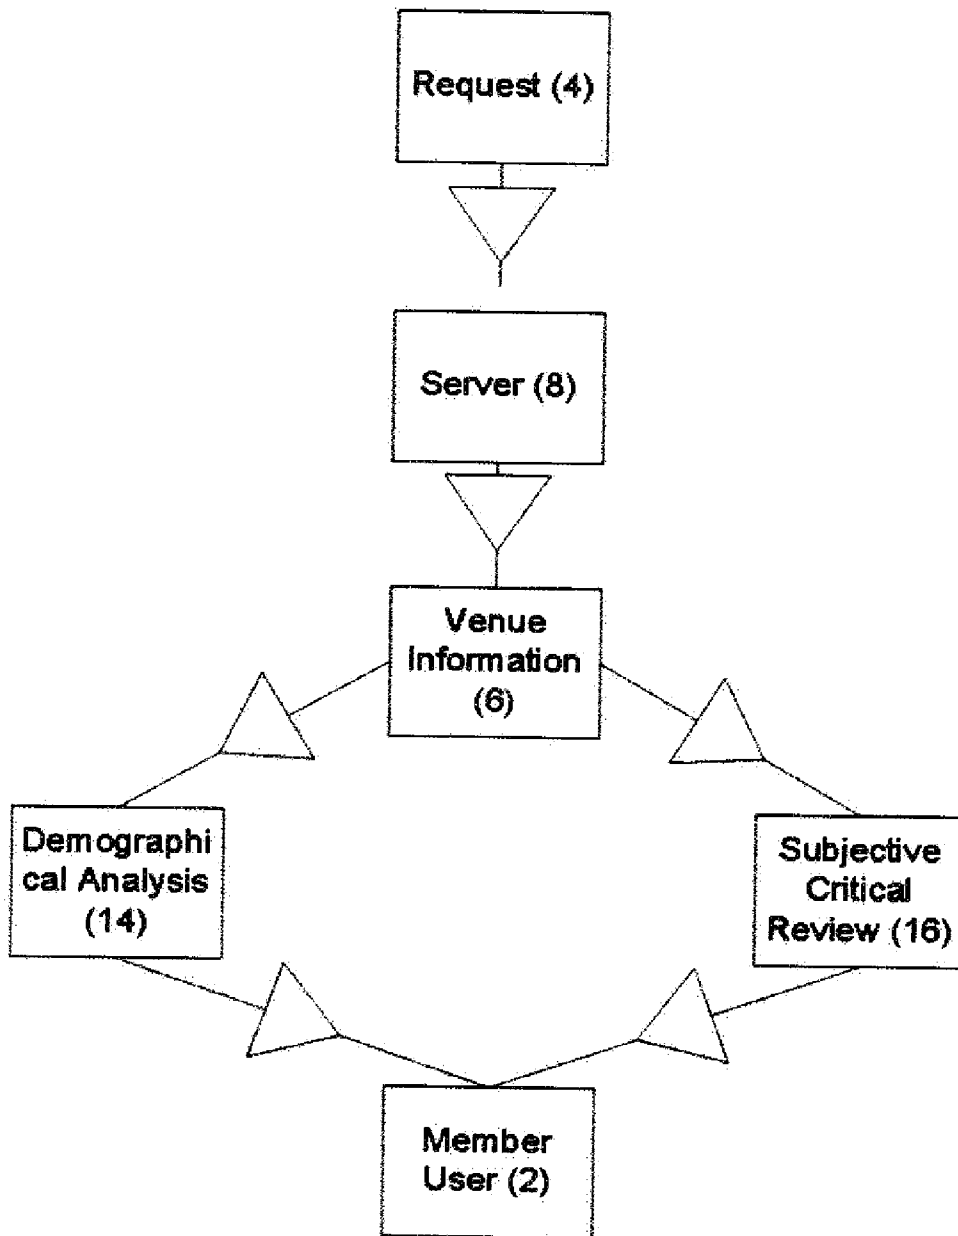 Request (4)
Server (8)
Venue
Information
(6)
Demographi
cal Analysis
(14)
Subjective
Critical
Review (16)
Member
User (2)